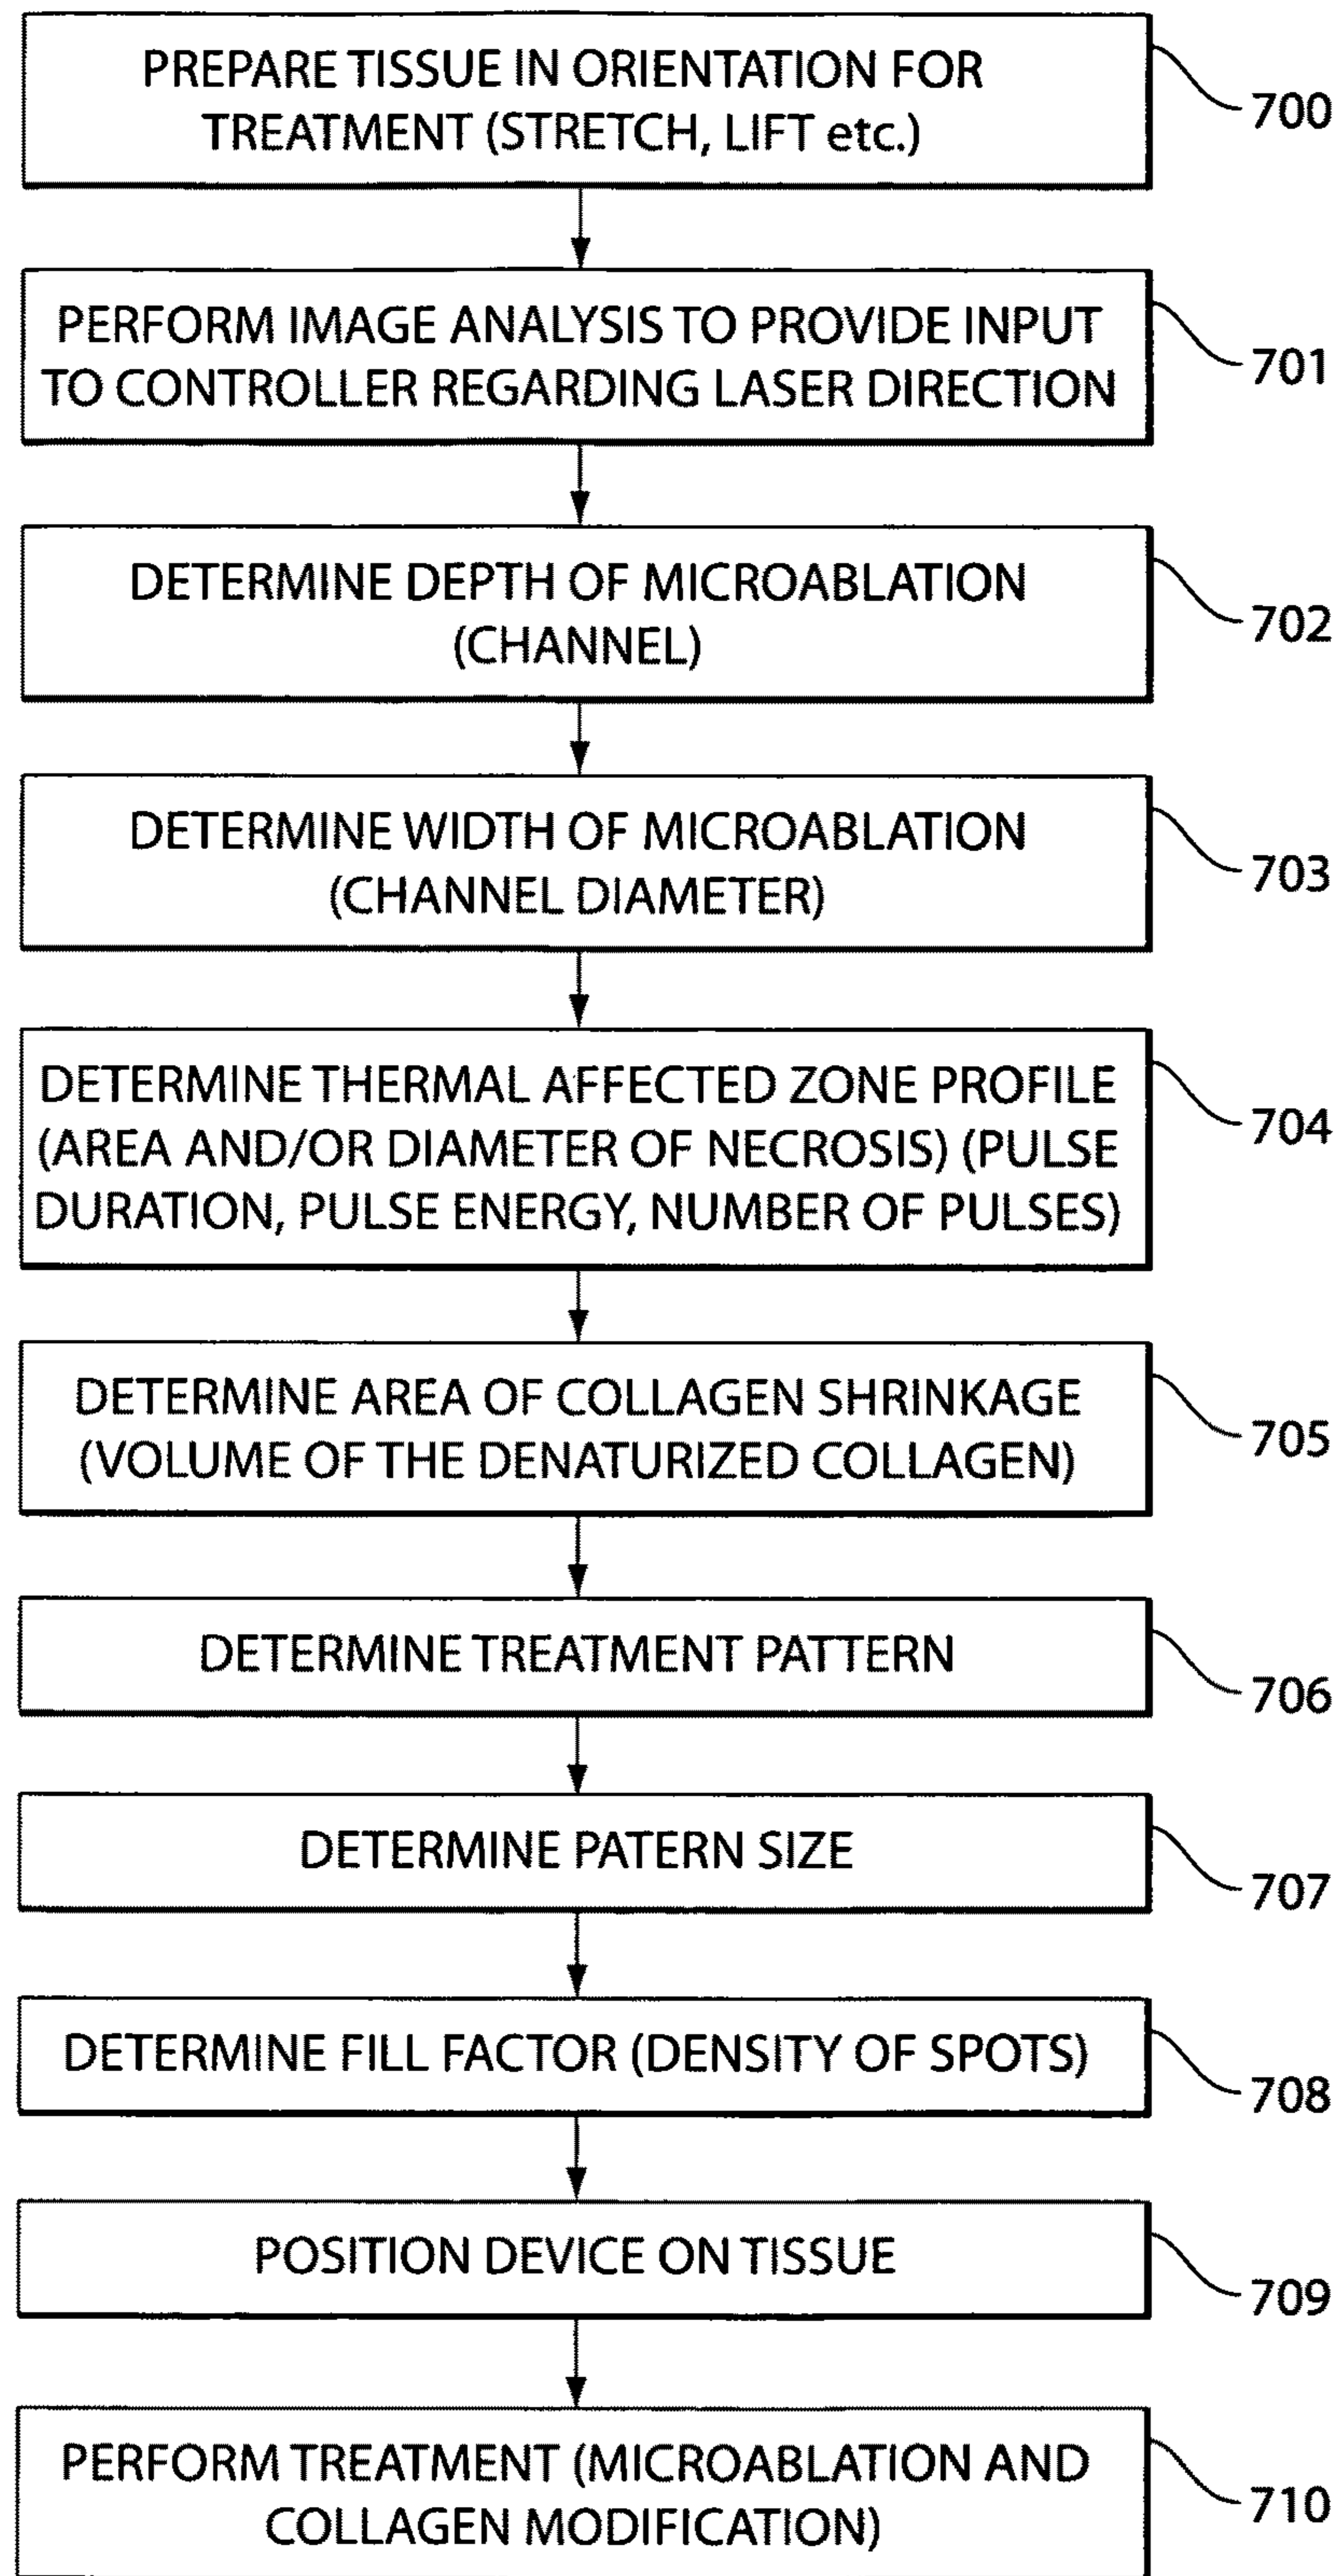 PREPARE TISSUE IN ORIENTATION FOR
TREATMENT (STRETCH, LIFT etc.)
700
PERFORM IMAGE ANALYSIS TO PROVIDE INPUT
TO CONTROLLER REGARDING LASER DIRECTION
701
DETERMINE DEPTH OF MICROABLATION
(CHANNEL)
702
DETERMINE WIDTH OF MICROABLATION
(CHANNEL DIAMETER)
703
DETERMINE THERMAL AFFECTED ZONE PROFILE
(AREA AND/OR DIAMETER OF NECROSIS) (PULSE
DURATION, PULSE ENERGY, NUMBER OF PULSES)
704
DETERMINE AREA OF COLLAGEN SHRINKAGE
(VOLUME OF THE DENATURIZED COLLAGEN)
705
DETERMINE TREATMENT PATTERN
706
DETERMINE PATERN SIZE
707
DETERMINE FILL FACTOR (DENSITY OF SPOTS)
708
POSITION DEVICE ON TISSUE
709
PERFORM TREATMENT (MICROABLATION AND
COLLAGEN MODIFICATION)
710